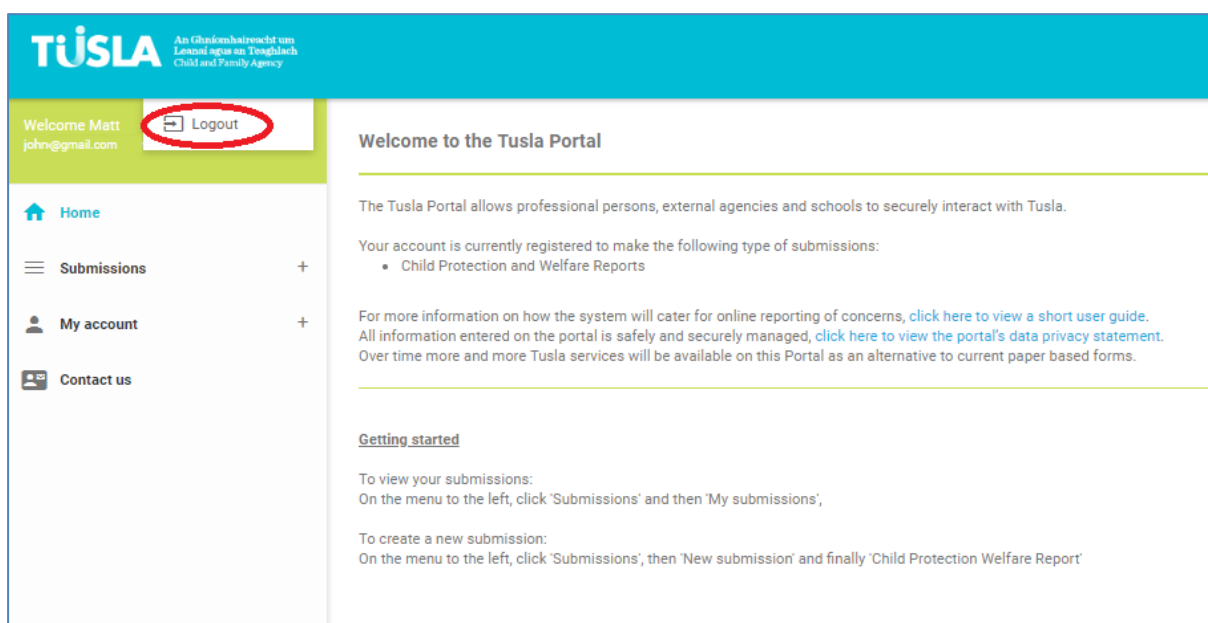 TUSLA
An Ghníomhaireacht um
Leanaí agus an Teaghlach
Child and Family Agency
Welcome Matt
john@gmail.com
Logout
Home
Submissions +
My account +
Contact us
Welcome to the Tusla Portal
The Tusla Portal allows professional persons, external agencies and schools to securely interact with Tusla.
Your account is currently registered to make the following type of submissions:
• Child Protection and Welfare Reports
For more information on how the system will cater for online reporting of concerns, click here to view a short user guide.
All information entered on the portal is safely and securely managed, click here to view the portal's data privacy statement.
Over time more and more Tusla services will be available on this Portal as an alternative to current paper based forms.
Getting started
To view your submissions:
On the menu to the left, click 'Submissions' and then 'My submissions',
To create a new submission:
On the menu to the left, click 'Submissions', then 'New submission' and finally 'Child Protection Welfare Report'